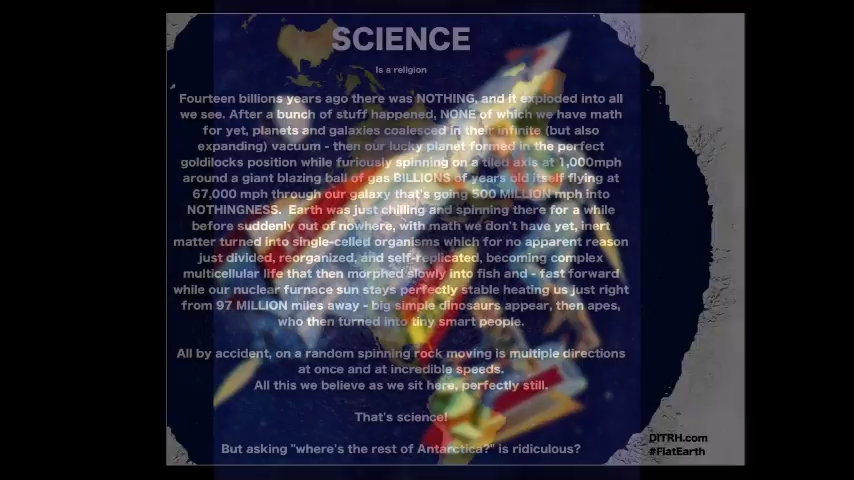 SCIENCE
Is a religion
Fourteen billions years ago there was NOTHING, and it exploded into all
we see. After a bunch of stuff happened, NONE of which we have math
for yet, planets and galaxies coalesced in their infinite (but also
expanding) vacuum - then our lucky planet formed in the perfect
goldilocks position while furiously spinning on a tiled axis at 1,000mph
around a giant blazing ball of gas BILLIONS of years old itself flying at
67,000 mph through our galaxy that's going 500 MILLION mph into
NOTHINGNESS. Earth was just chilling and spinning there for a while
before suddenly out of nowhere, with math we don't have yet, inert
matter turned into single-celled organisms which for no apparent reason
just divided, reorganized, and self-replicated, becoming complex
multicellular life that then morphed slowly into fish and - fast forward
while our nuclear furnace sun stays perfectly stable heating us just right
from 97 MILLION miles away - big simple dinosaurs appear, then apes,
who then turned into tiny smart people.
All by accident, on a random spinning rock moving is multiple directions
at once and at incredible speeds.
All this we believe as we sit here, perfectly still.
That's science!
But asking "where's the rest of Antarctica?" is ridiculous?
DITRH.com
#FlatEarth